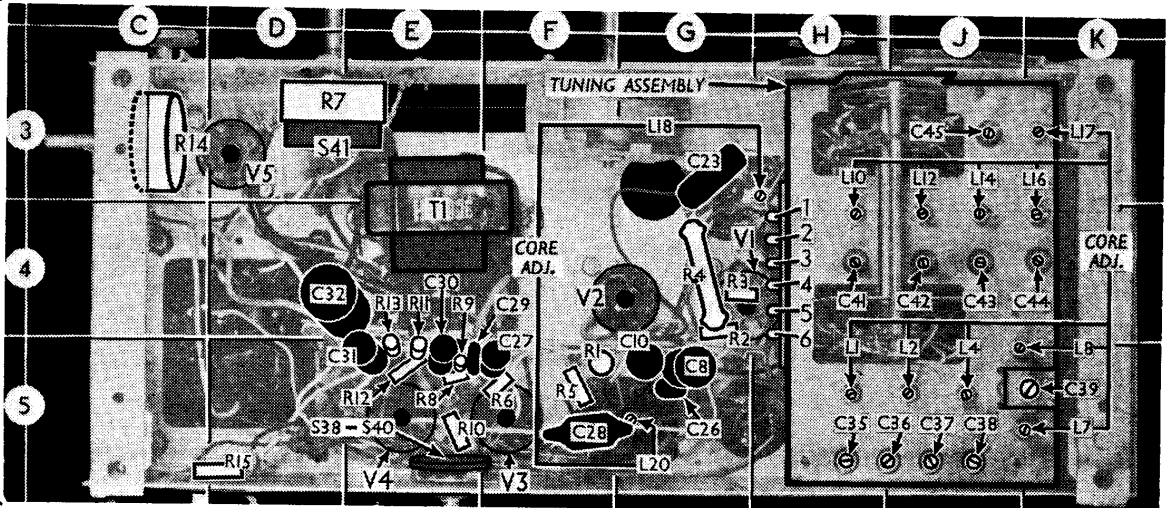 C D E F G H J K
TUNING ASSEMBLY
R7
L18
C45
L17
3
R14
S41
V5
C23
L10 L12 L14 L16
T1
1
CORE ADJ.
V1
2
CORE ADJ.
4
3
R4
R3
4
C32
C30
V2
C41 C42 C43 C44
R13 R11 R9 C29
5
R2
6
L1 L2 L4
C31
C27
R1
C10
C8
L8
5
R12
R8
R6
R5
C39
S38-S40
R10
C28
C26
C35 C36 C37 C38
L7
R15
L20
V4
V3